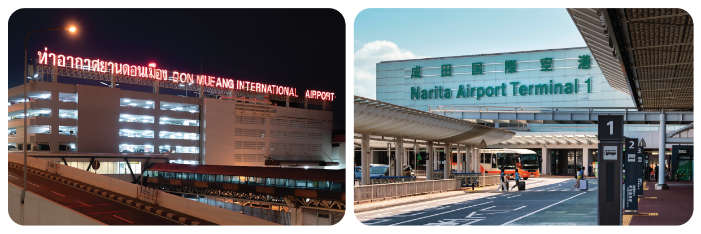 ท่าอากาศยานดอนเมือง DON MUEANG INTERNATIONAL AIRPORT
成田国際空港
Narita Airport Terminal 1
1
2